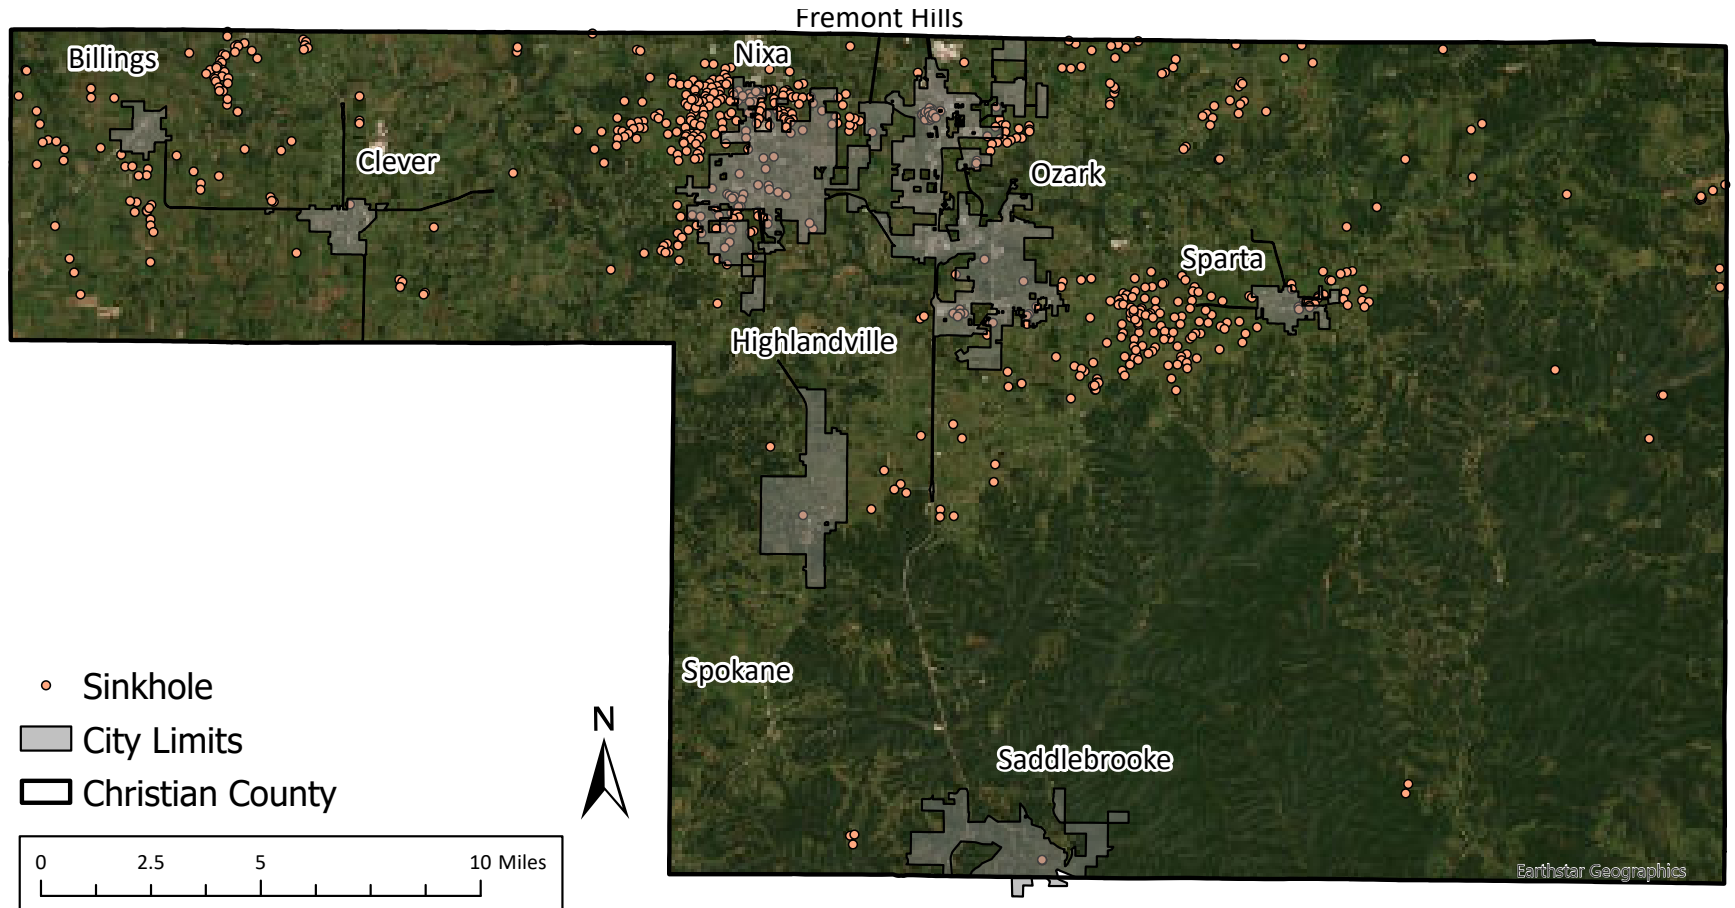 Fremont Hills
Billings
Nixa
Clever
Ozark
Sparta
Highlandville
Spokane
Saddlebrooke
Sinkhole
City Limits
Christian County
N
0 2.5 5 10 Miles
Earthstar Geographics